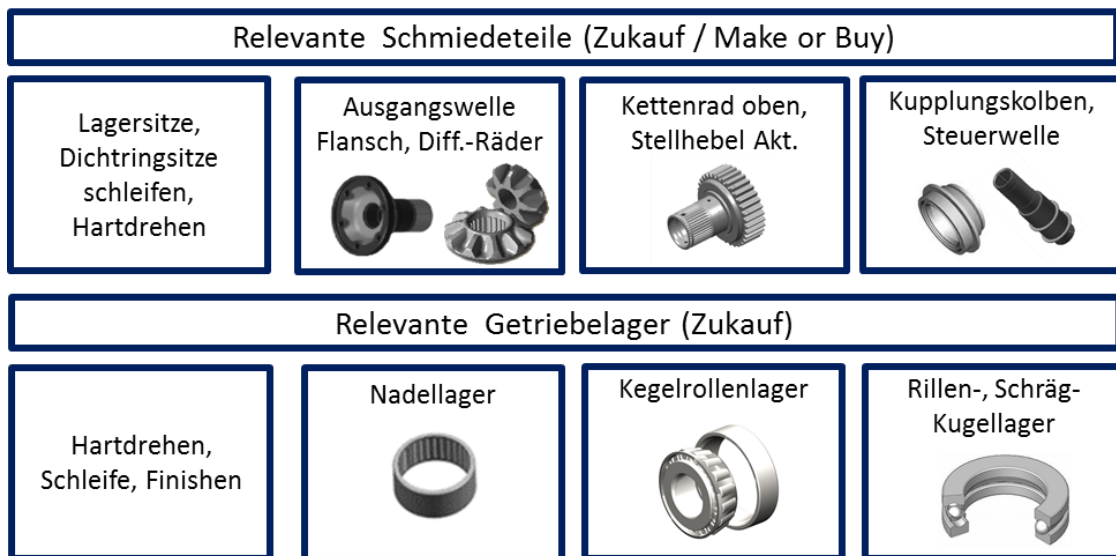 Relevante Schmiedeteile (Zukauf / Make or Buy)
Lagersitze,
Dichtringsitze
schleifen,
Hartdrehen
Ausgangswelle
Flansch, Diff.-Räder
Kettenrad oben,
Stellhebel Akt.
Kupplungskolben,
Steuerwelle
Relevante Getriebelager (Zukauf)
Hartdrehen,
Schleife, Finishen
Nadellager
Kegelrollenlager
Rillen-, Schräg-
Kugellager